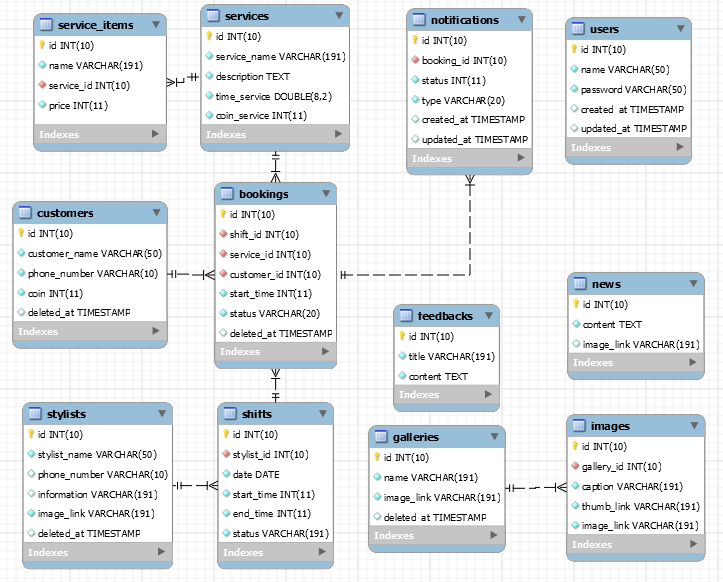 service_items
id INT(10)
name VARCHAR(191)
service_id INT(10)
price INT(11)
Indexes
services
id INT(10)
service_name VARCHAR(191)
description TEXT
time_service DOUBLE(8,2)
coin_service INT(11)
Indexes
notifications
id INT(10)
booking_id INT(10)
status INT(11)
type VARCHAR(20)
created_at TIMESTAMP
updated_at TIMESTAMP
Indexes
users
id INT(10)
name VARCHAR(50)
password VARCHAR(50)
created_at TIMESTAMP
updated_at TIMESTAMP
Indexes
customers
id INT(10)
customer_name VARCHAR(50)
phone_number VARCHAR(10)
coin INT(11)
deleted_at TIMESTAMP
Indexes
bookings
id INT(10)
shift_id INT(10)
service_id INT(10)
customer_id INT(10)
start_time INT(11)
status VARCHAR(20)
deleted_at TIMESTAMP
Indexes
feedbacks
id INT(10)
title VARCHAR(191)
content TEXT
Indexes
news
id INT(10)
content TEXT
image_link VARCHAR(191)
Indexes
stylists
id INT(10)
stylist_name VARCHAR(50)
phone_number VARCHAR(10)
information VARCHAR(191)
image_link VARCHAR(191)
deleted_at TIMESTAMP
Indexes
shifts
id INT(10)
stylist_id INT(10)
date DATE
start_time INT(11)
end_time INT(11)
status VARCHAR(191)
Indexes
galleries
id INT(10)
name VARCHAR(191)
image_link VARCHAR(191)
deleted_at TIMESTAMP
Indexes
images
id INT(10)
gallery_id INT(10)
caption VARCHAR(191)
thumb_link VARCHAR(191)
image_link VARCHAR(191)
Indexes